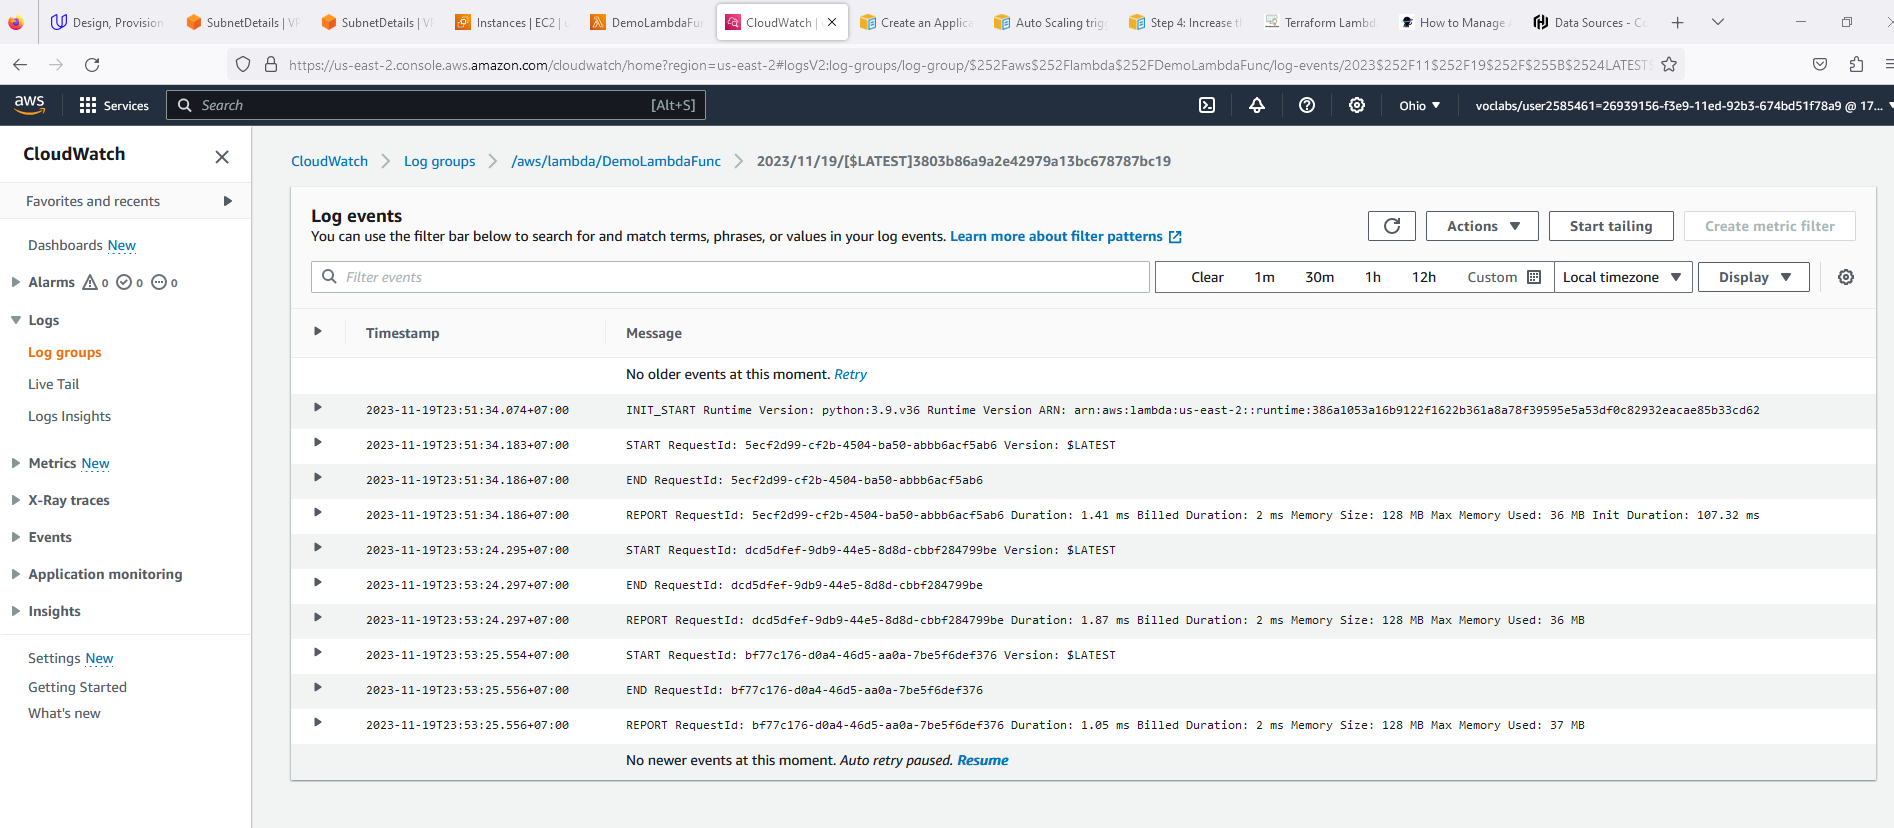 Design, Provision
SubnetDetails | VP
SubnetDetails | VP
Instances | EC2 | u
DemoLambdaFun
CloudWatch |
Create an Applica
Auto Scaling trigg
Step 4: Increase th
Terraform Lambd
How to Manage A
Data Sources - Co
https://us-east-2.console.aws.amazon.com/cloudwatch/home?region=us-east-2#logsV2:log-groups/log-group/$252Faws$252Flambda$252FDemoLambdaFunc/log-events/2023$252F11$252F19$252F$255B$2524LATEST$
aws Services Search [Alt+S] Ohio voclabs/user2585461=26939156-f3e9-11ed-92b3-674bd51f78a9 @ 17...
CloudWatch
Favorites and recents
Dashboards New
Alarms 0 0 0
Logs
Log groups
Live Tail
Logs Insights
Metrics New
X-Ray traces
Events
Application monitoring
Insights
Settings New
Getting Started
What's new
CloudWatch Log groups /aws/lambda/DemoLambdaFunc 2023/11/19/[$LATEST]3803b86a9a2e42979a13bc678787bc19
Log events
You can use the filter bar below to search for and match terms, phrases, or values in your log events. Learn more about filter patterns
Actions Start tailing Create metric filter
Filter events Clear 1m 30m 1h 12h Custom Local timezone Display
Timestamp Message
No older events at this moment. Retry
2023-11-19T23:51:34.074+07:00 INIT_START Runtime Version: python:3.9.v36 Runtime Version ARN: arn:aws:lambda:us-east-2::runtime:386a1053a16b9122f1622b361a8a78f39595e5a53df0c82932eacae85b33cd62
2023-11-19T23:51:34.183+07:00 START RequestId: 5ecf2d99-cf2b-4504-ba50-abbb6acf5ab6 Version: $LATEST
2023-11-19T23:51:34.186+07:00 END RequestId: 5ecf2d99-cf2b-4504-ba50-abbb6acf5ab6
2023-11-19T23:51:34.186+07:00 REPORT RequestId: 5ecf2d99-cf2b-4504-ba50-abbb6acf5ab6 Duration: 1.41 ms Billed Duration: 2 ms Memory Size: 128 MB Max Memory Used: 36 MB Init Duration: 107.32 ms
2023-11-19T23:53:24.295+07:00 START RequestId: dcd5dfef-9db9-44e5-8d8d-cbbf284799be Version: $LATEST
2023-11-19T23:53:24.297+07:00 END RequestId: dcd5dfef-9db9-44e5-8d8d-cbbf284799be
2023-11-19T23:53:24.297+07:00 REPORT RequestId: dcd5dfef-9db9-44e5-8d8d-cbbf284799be Duration: 1.87 ms Billed Duration: 2 ms Memory Size: 128 MB Max Memory Used: 36 MB
2023-11-19T23:53:25.554+07:00 START RequestId: bf77c176-d0a4-46d5-aa0a-7be5f6def376 Version: $LATEST
2023-11-19T23:53:25.556+07:00 END RequestId: bf77c176-d0a4-46d5-aa0a-7be5f6def376
2023-11-19T23:53:25.556+07:00 REPORT RequestId: bf77c176-d0a4-46d5-aa0a-7be5f6def376 Duration: 1.05 ms Billed Duration: 2 ms Memory Size: 128 MB Max Memory Used: 37 MB
No newer events at this moment. Auto retry paused. Resume